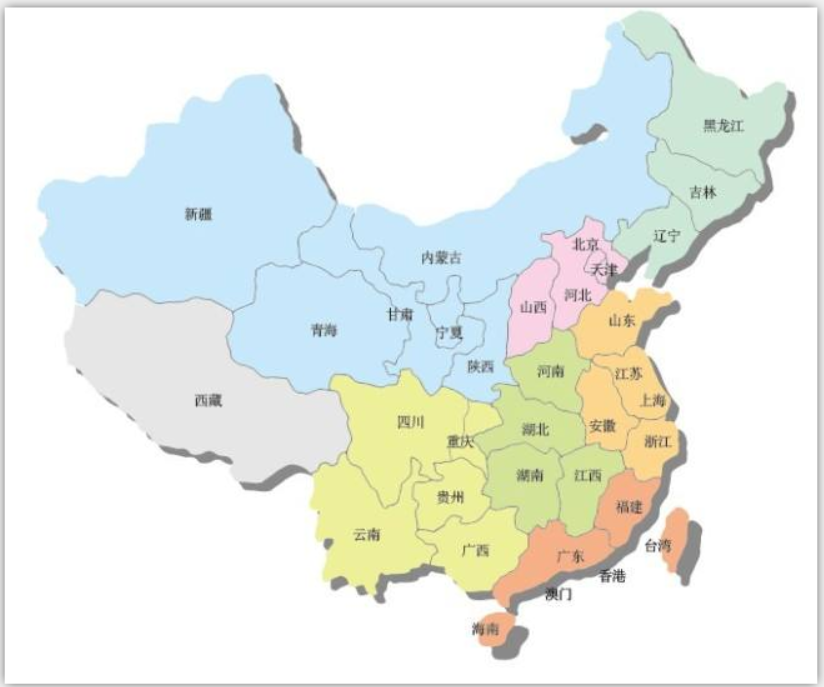 黑龙江
吉林
新疆
辽宁
北京
内蒙古
天津
河北
山西
甘肃
山东
青海
宁夏
陕西
河南
江苏
西藏
上海
四川
安徽
湖北
重庆
浙江
湖南
江西
贵州
福建
云南
台湾
广西
广东
香港
澳门
海南